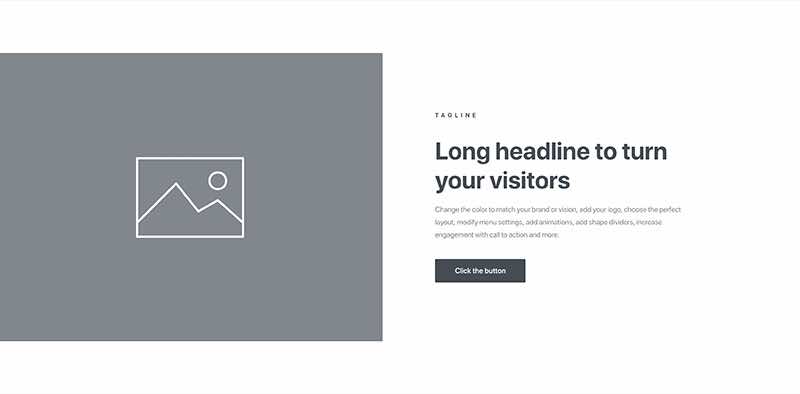 TAGLINE
Long headline to turn
your visitors
Change the color to match your brand or vision, add your logo, choose the perfect
layout, modify menu settings, add animations, add shape dividers, increase
engagement with call to action and more.
Click the button